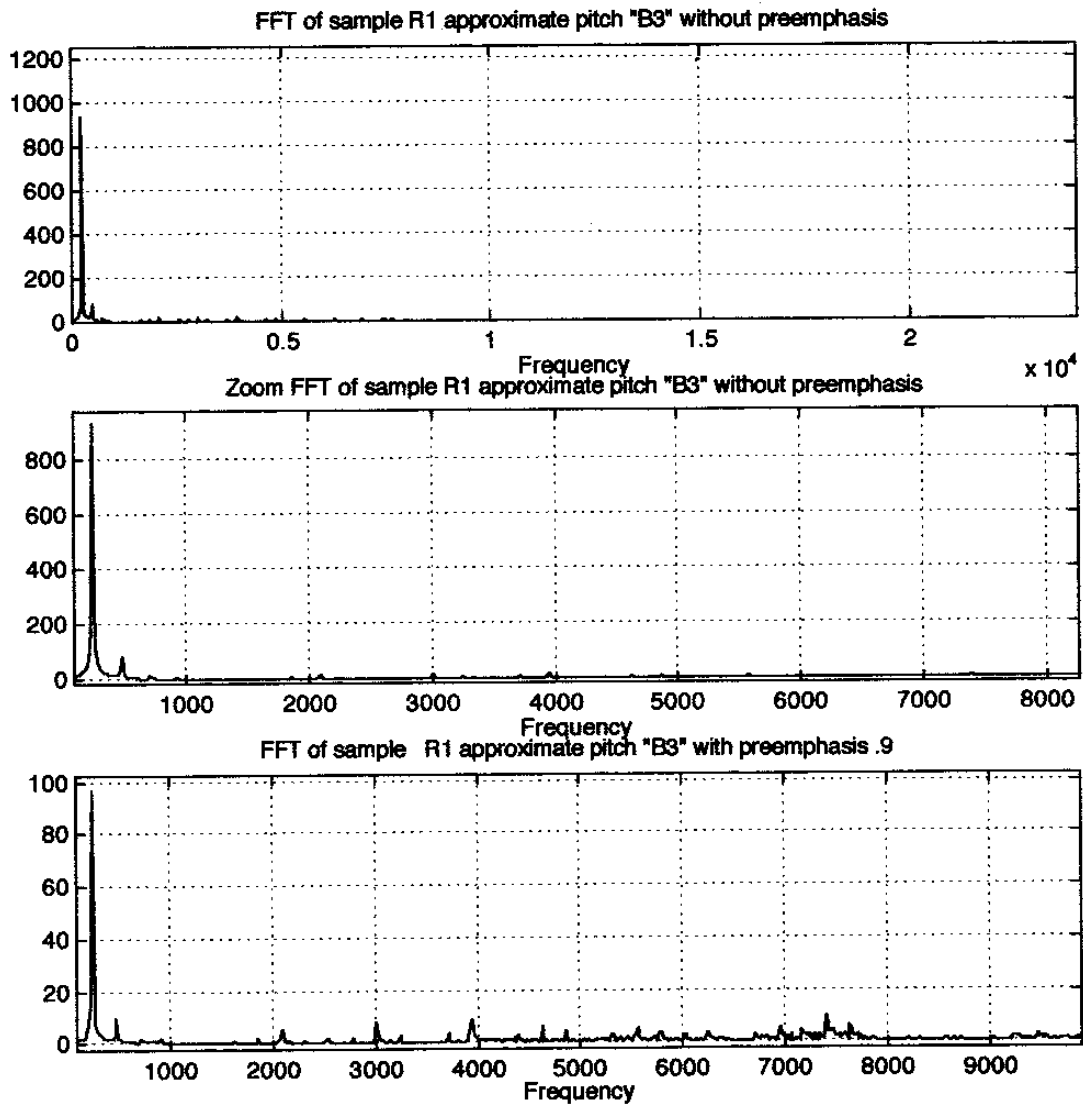 FFT of sample R1 approximate pitch "B3" without preemphasis
1200
1000
800
600
400
200
0
0 0.5 1 1.5 2
Frequency
x 10^4
Zoom FFT of sample R1 approximate pitch "B3" without preemphasis
800
600
400
200
0
1000 2000 3000 4000 5000 6000 7000 8000
Frequency
FFT of sample R1 approximate pitch "B3" with preemphasis .9
100
80
60
40
20
0
1000 2000 3000 4000 5000 6000 7000 8000 9000
Frequency